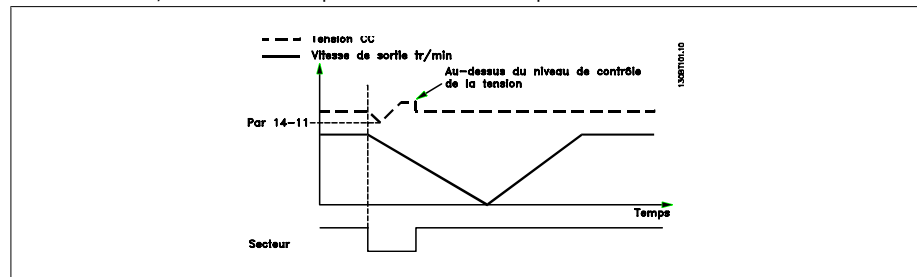 Tension CC
Vitesse de sortie tr/min
Au-dessus du niveau de contrôle
de la tension
130BT101.10
Par 14-11
Temps
Secteur